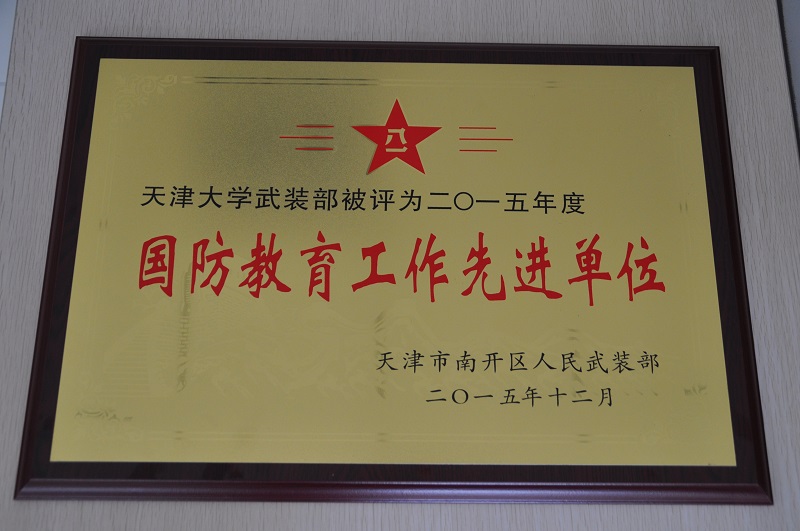 八一
天津大学武装部被评为二〇一五年度
国防教育工作先进单位
天津市南开区人民武装部
二〇一五年十二月